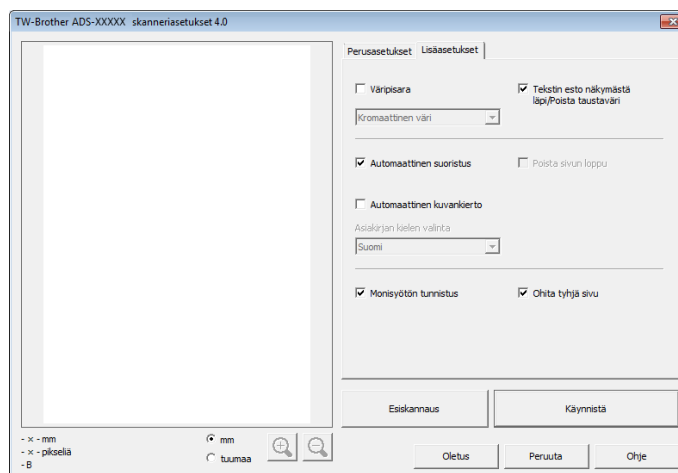 TW-Brother ADS-XXXXX skanneriasetukset 4.0
Perusasetukset
Lisäasetukset
Väripisara
Tekstin esto näkymästä
läpi/Poista taustaväri
Kromaattinen väri
Automaattinen suoristus
Poista sivun loppu
Automaattinen kuvankierto
Asiakirjan kielen valinta
Suomi
Monisyötön tunnistus
Ohita tyhjä sivu
Esiskannaus
Käynnistä
- × - mm
- × - pikseliä
- B
mm
tuumaa
Oletus
Peruuta
Ohje